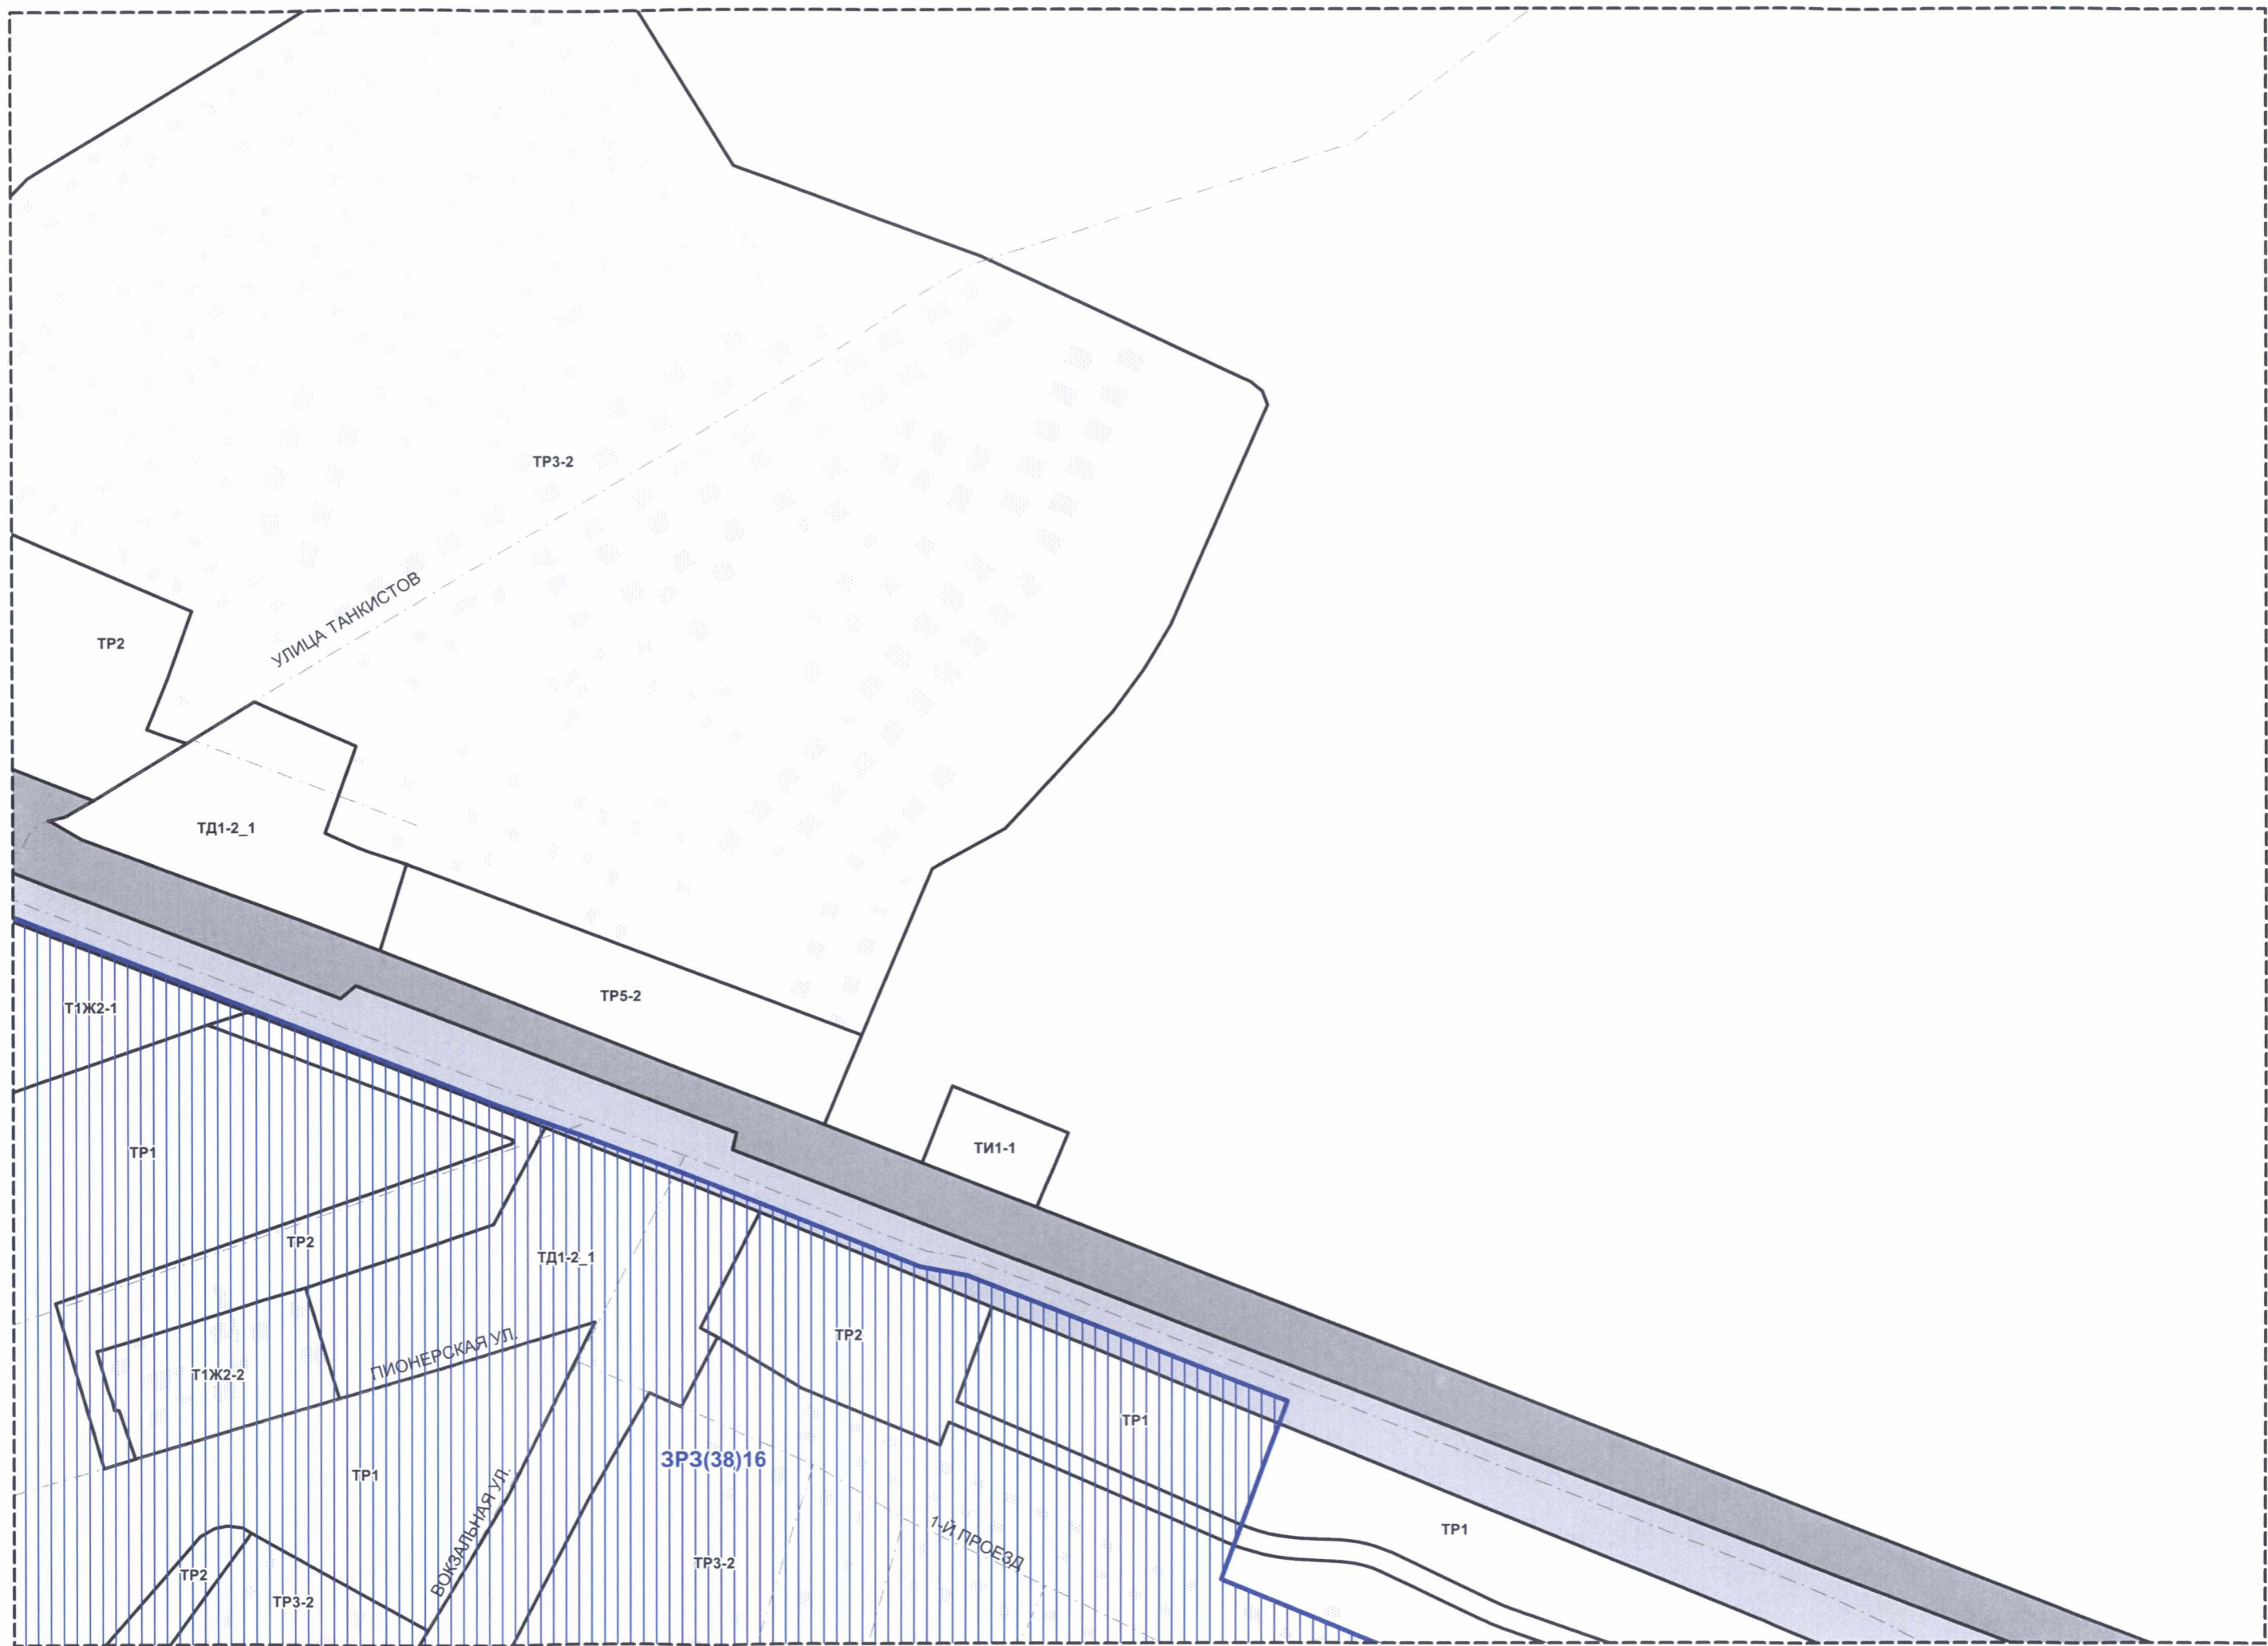 ТР3-2
УЛИЦА ТАНКИСТОВ
ТР2
ТД1-2_1
ТР5-2
Т1Ж2-1
ТР1
ТИ1-1
ТР2
ТД1-2_1
ТР2
ПИОНЕРСКАЯ УЛ.
Т1Ж2-2
ТР1
ЗРЗ(38)16
ТР1
ВОКЗАЛЬНАЯ УЛ.
1-Й ПРОЕЗД
ТР1
ТР3-2
ТР2
ТР3-2